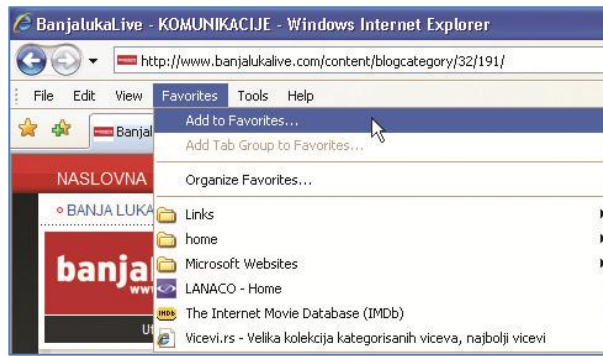 BanjalukaLive - KOMUNIKACIJE - Windows Internet Explorer
http://www.banjalukalive.com/content/blogcategory/32/191/
File Edit View Favorites Tools Help
Add to Favorites...
Banjal
Add Tab Group to Favorites...
NASLOVNA
Organize Favorites...
BANJA LUKA
Links
home
Microsoft Websites
banjal
www
LANACO - Home
IMDb The Internet Movie Database (IMDb)
Vicevi.rs - Velika kolekcija kategorisanih viceva, najbolji vicevi